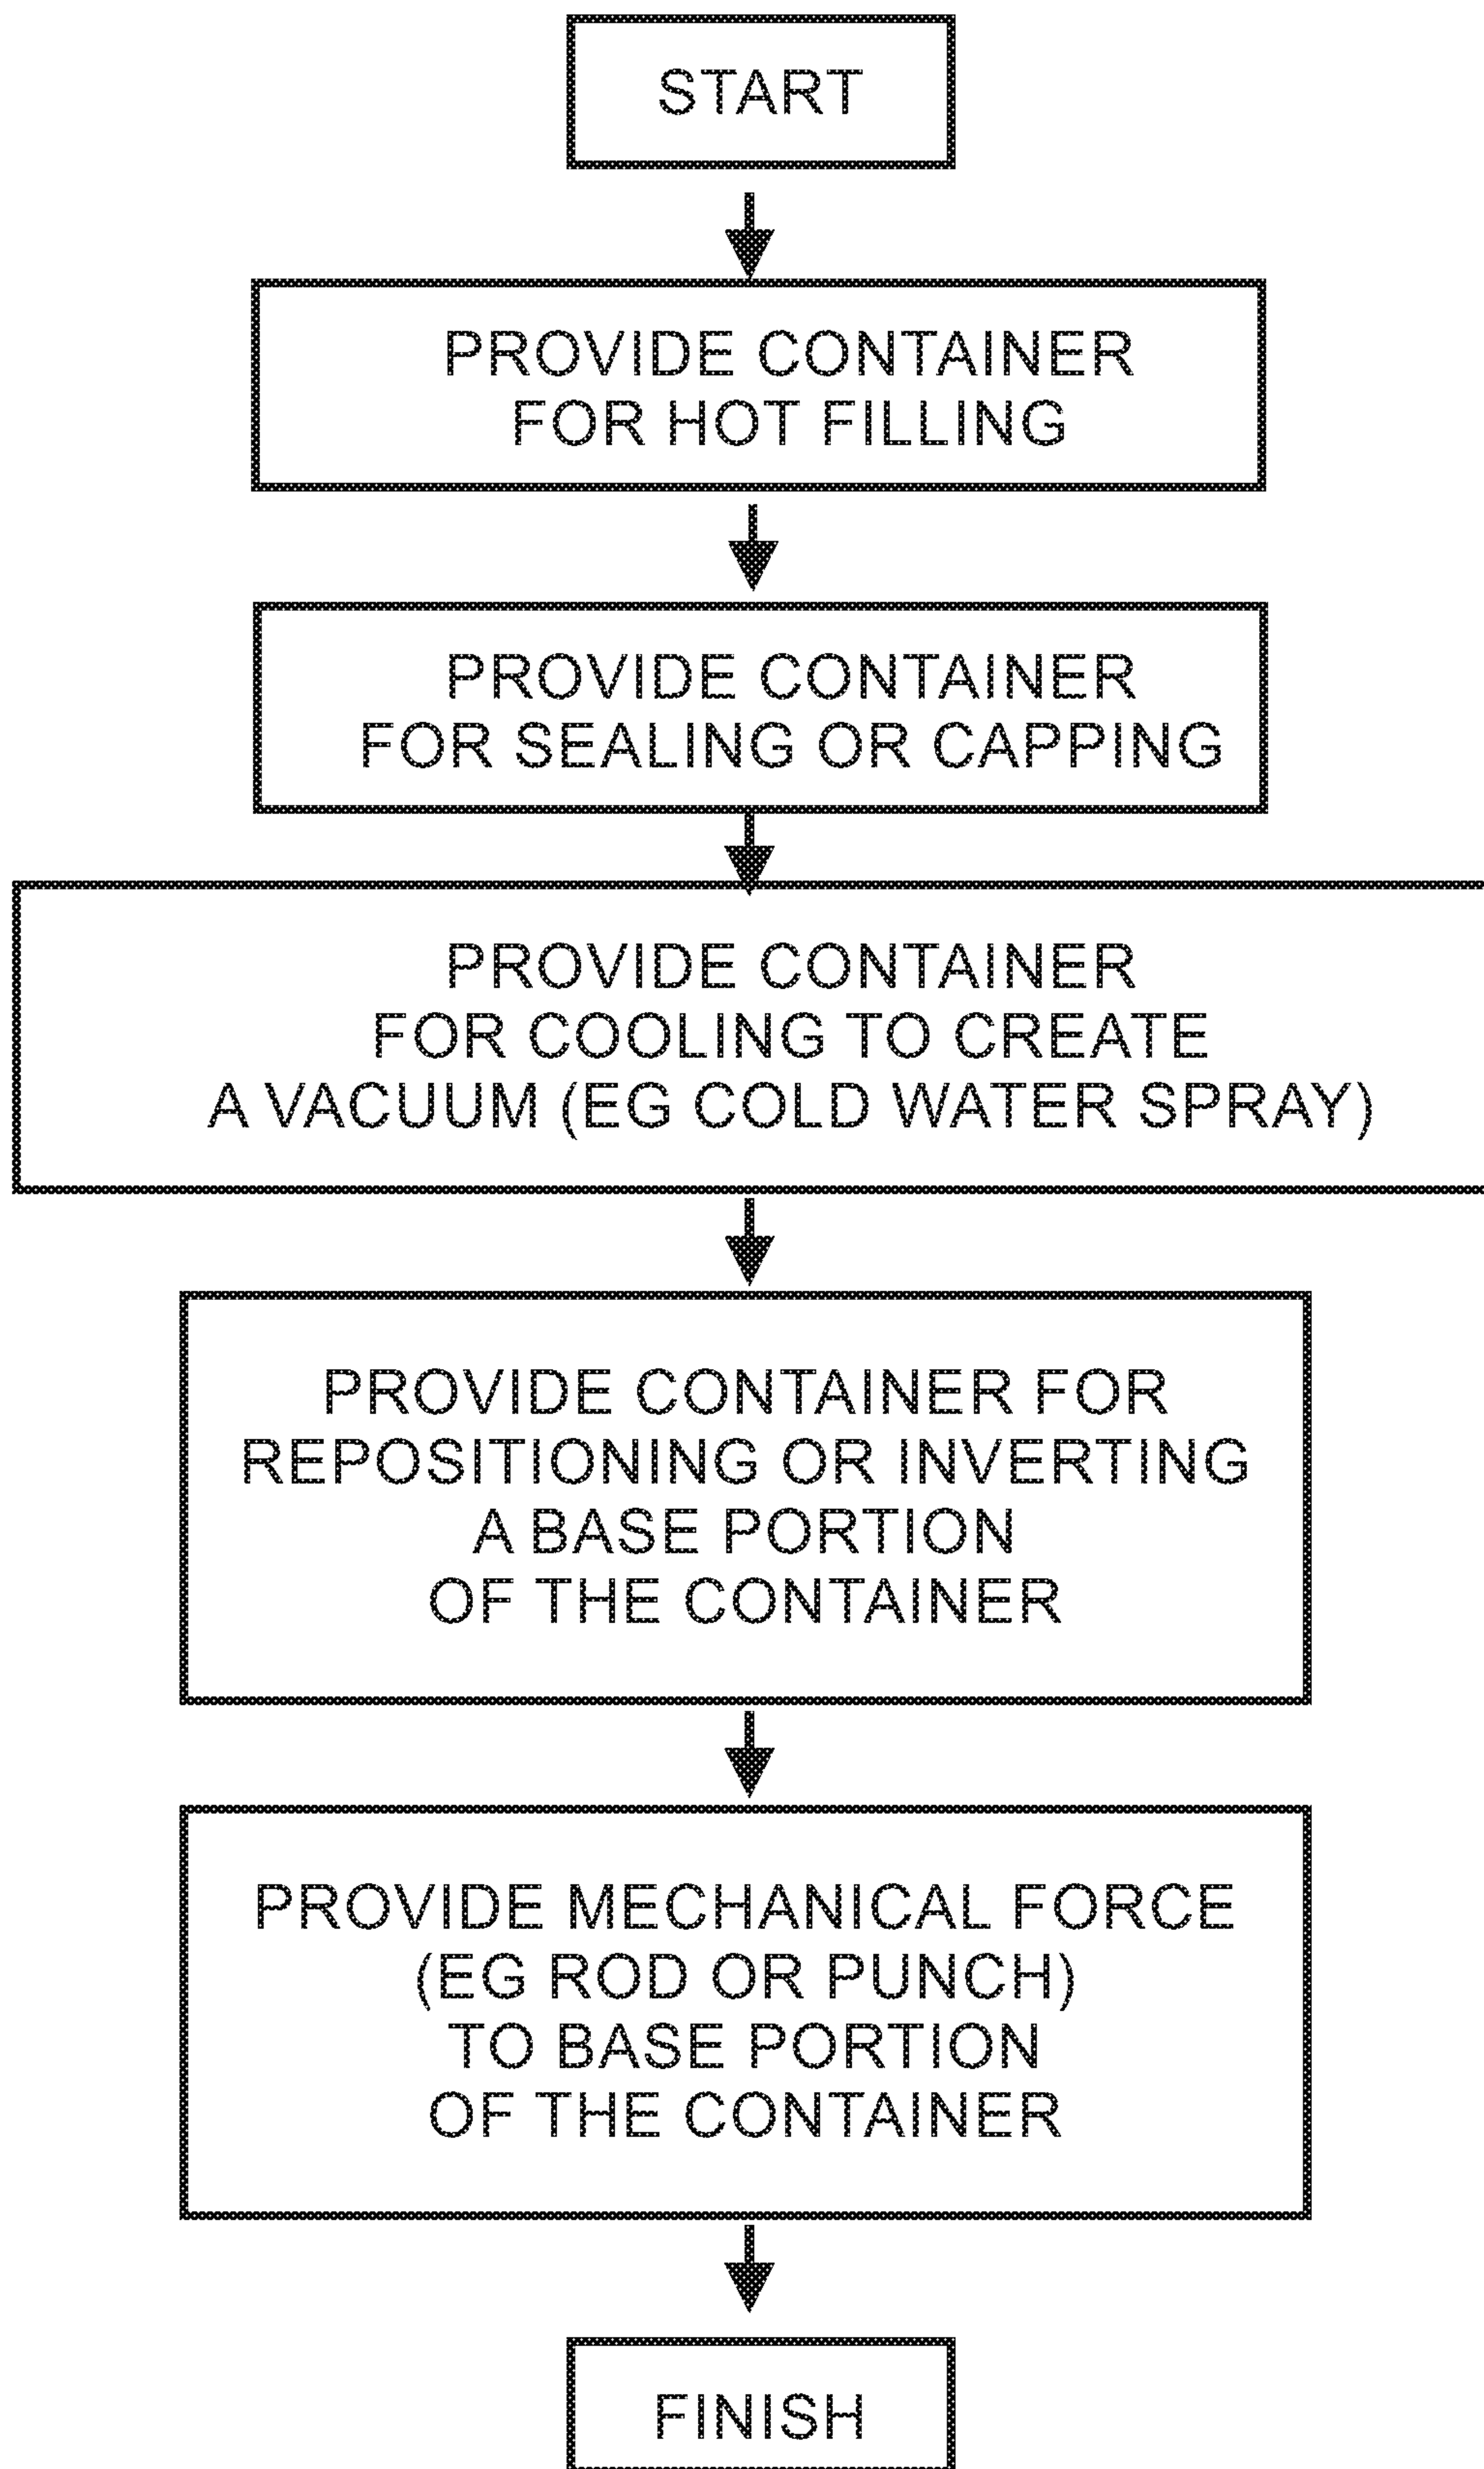 START
PROVIDE CONTAINER
FOR HOT FILLING
PROVIDE CONTAINER
FOR SEALING OR CAPPING
PROVIDE CONTAINER
FOR COOLING TO CREATE
A VACUUM (EG COLD WATER SPRAY)
PROVIDE CONTAINER FOR
REPOSITIONING OR INVERTING
A BASE PORTION
OF THE CONTAINER
PROVIDE MECHANICAL FORCE
(EG ROD OR PUNCH)
TO BASE PORTION
OF THE CONTAINER
FINISH